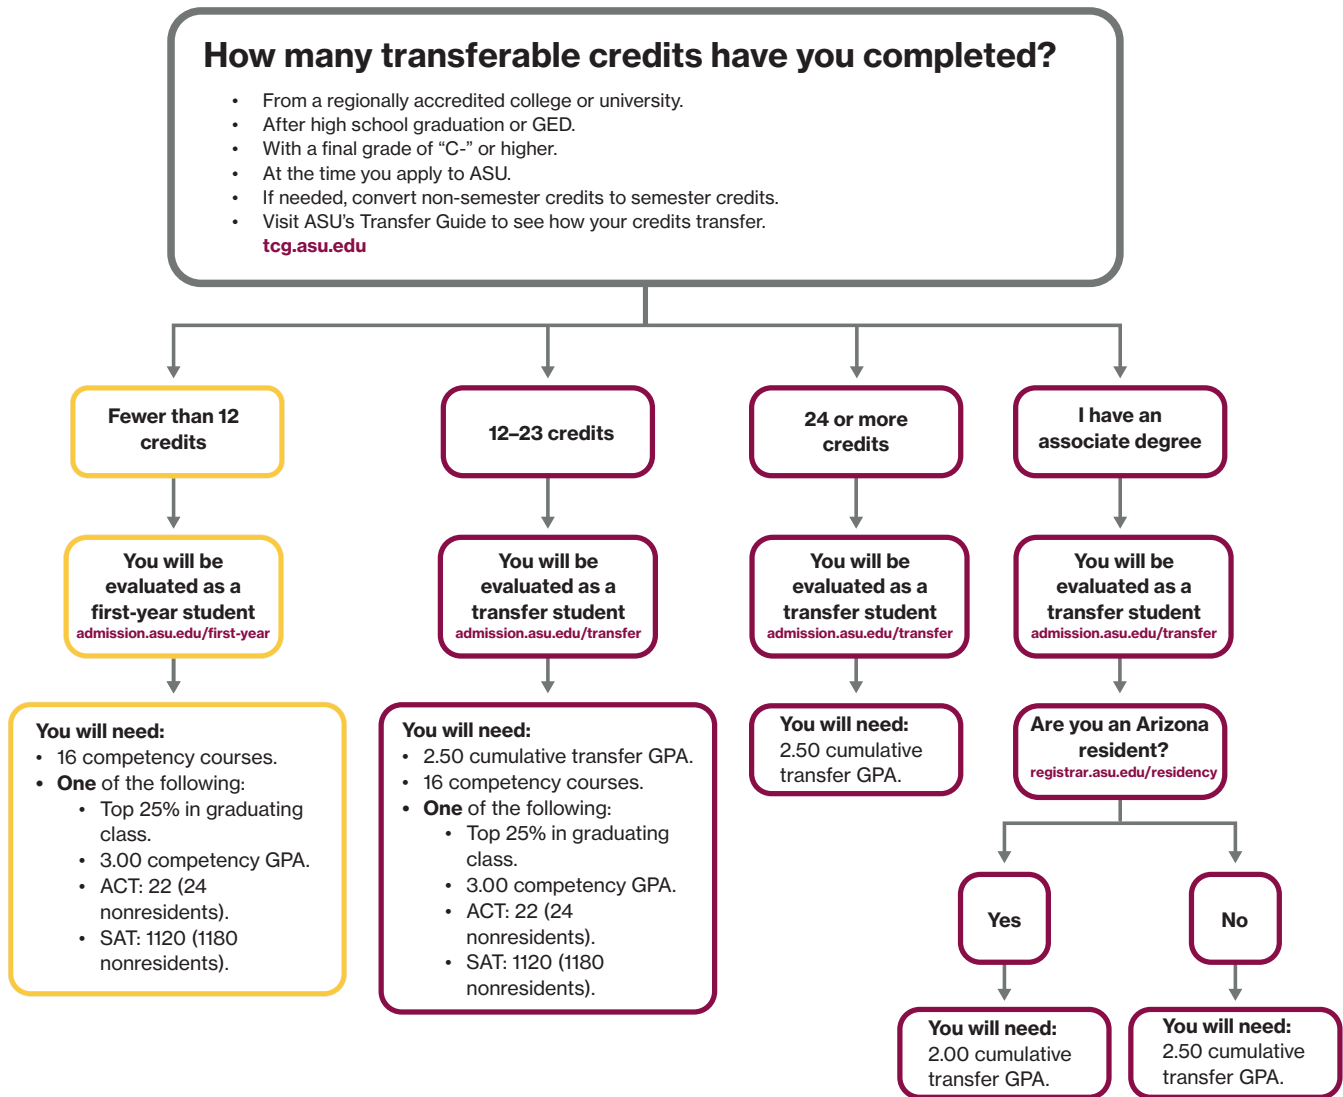 How many transferable credits have you completed?
• From a regionally accredited college or university.
• After high school graduation or GED.
• With a final grade of “C-” or higher.
• At the time you apply to ASU.
• If needed, convert non-semester credits to semester credits.
• Visit ASU’s Transfer Guide to see how your credits transfer.
tcg.asu.edu
Fewer than 12
credits
You will be
evaluated as a
first-year student
admission.asu.edu/first-year
You will need:
• 16 competency courses.
• One of the following:
• Top 25% in graduating
class.
• 3.00 competency GPA.
• ACT: 22 (24
nonresidents).
• SAT: 1120 (1180
nonresidents).
12–23 credits
You will be
evaluated as a
transfer student
admission.asu.edu/transfer
You will need:
• 2.50 cumulative transfer GPA.
• 16 competency courses.
• One of the following:
• Top 25% in graduating
class.
• 3.00 competency GPA.
• ACT: 22 (24
nonresidents).
• SAT: 1120 (1180
nonresidents).
24 or more
credits
You will be
evaluated as a
transfer student
admission.asu.edu/transfer
You will need:
2.50 cumulative
transfer GPA.
I have an
associate degree
You will be
evaluated as a
transfer student
admission.asu.edu/transfer
Are you an Arizona
resident?
registrar.asu.edu/residency
Yes
You will need:
2.00 cumulative
transfer GPA.
No
You will need:
2.50 cumulative
transfer GPA.